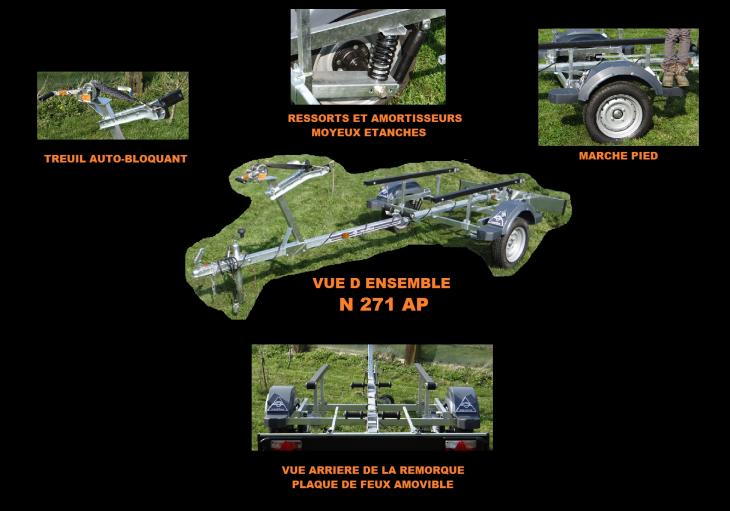 RESSORTS ET AMORTISSEURS
MOYEUX ETANCHES
TREUIL AUTO-BLOQUANT
MARCHE PIED
VUE D ENSEMBLE
N 271 AP
VUE ARRIERE DE LA REMORQUE
PLAQUE DE FEUX AMOVIBLE